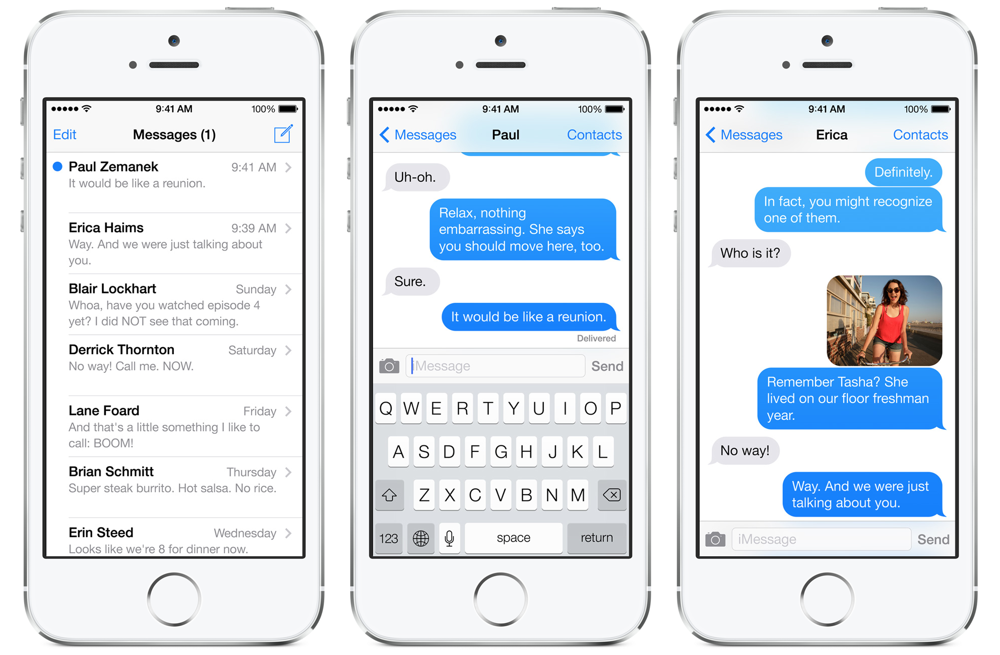 9:41 AM 100%
Edit Messages (1)
Paul Zemanek 9:41 AM
It would be like a reunion.
Erica Haims 9:39 AM
Way. And we were just talking about
you.
Blair Lockhart Sunday
Whoa, have you watched episode 4
yet? I did NOT see that coming.
Derrick Thornton Saturday
No way! Call me. NOW.
Lane Foard Friday
And that's a little something I like to
call: BOOM!
Brian Schmitt Thursday
Super steak burrito. Hot salsa. No rice.
Erin Steed Wednesday
Looks like we're 8 for dinner now.
9:41 AM 100%
Messages Paul Contacts
Uh-oh.
Relax, nothing
embarrassing. She says
you should move here, too.
Sure.
It would be like a reunion.
Delivered
iMessage Send
Q W E R T Y U I O P
A S D F G H J K L
Z X C V B N M
123 space return
9:41 AM 100%
Messages Erica Contacts
Definitely.
In fact, you might recognize
one of them.
Who is it?
Remember Tasha? She
lived on our floor freshman
year.
No way!
Way. And we were just
talking about you.
iMessage Send